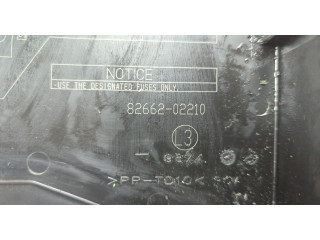 NOTICE
-USE THE DESIGNATED FUSES ONLY.
82662-02210
L3
>PP-TD10<